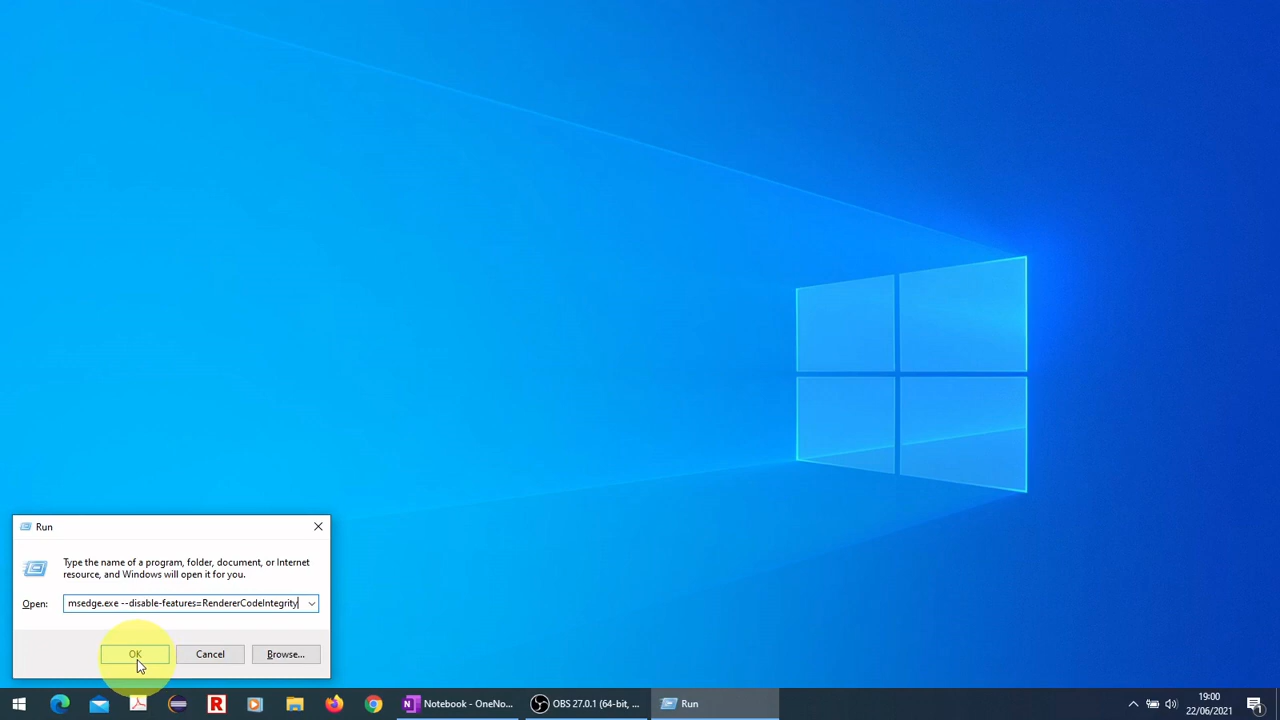 Run
Type the name of a program, folder, document, or Internet
resource, and Windows will open it for you.
Open: msedge.exe --disable-features=RendererCodeIntegrity
OK Cancel Browse...
R N Notebook - OneNo... OBS 27.0.1 (64-bit, ... Run
19:00
22/06/2021
1